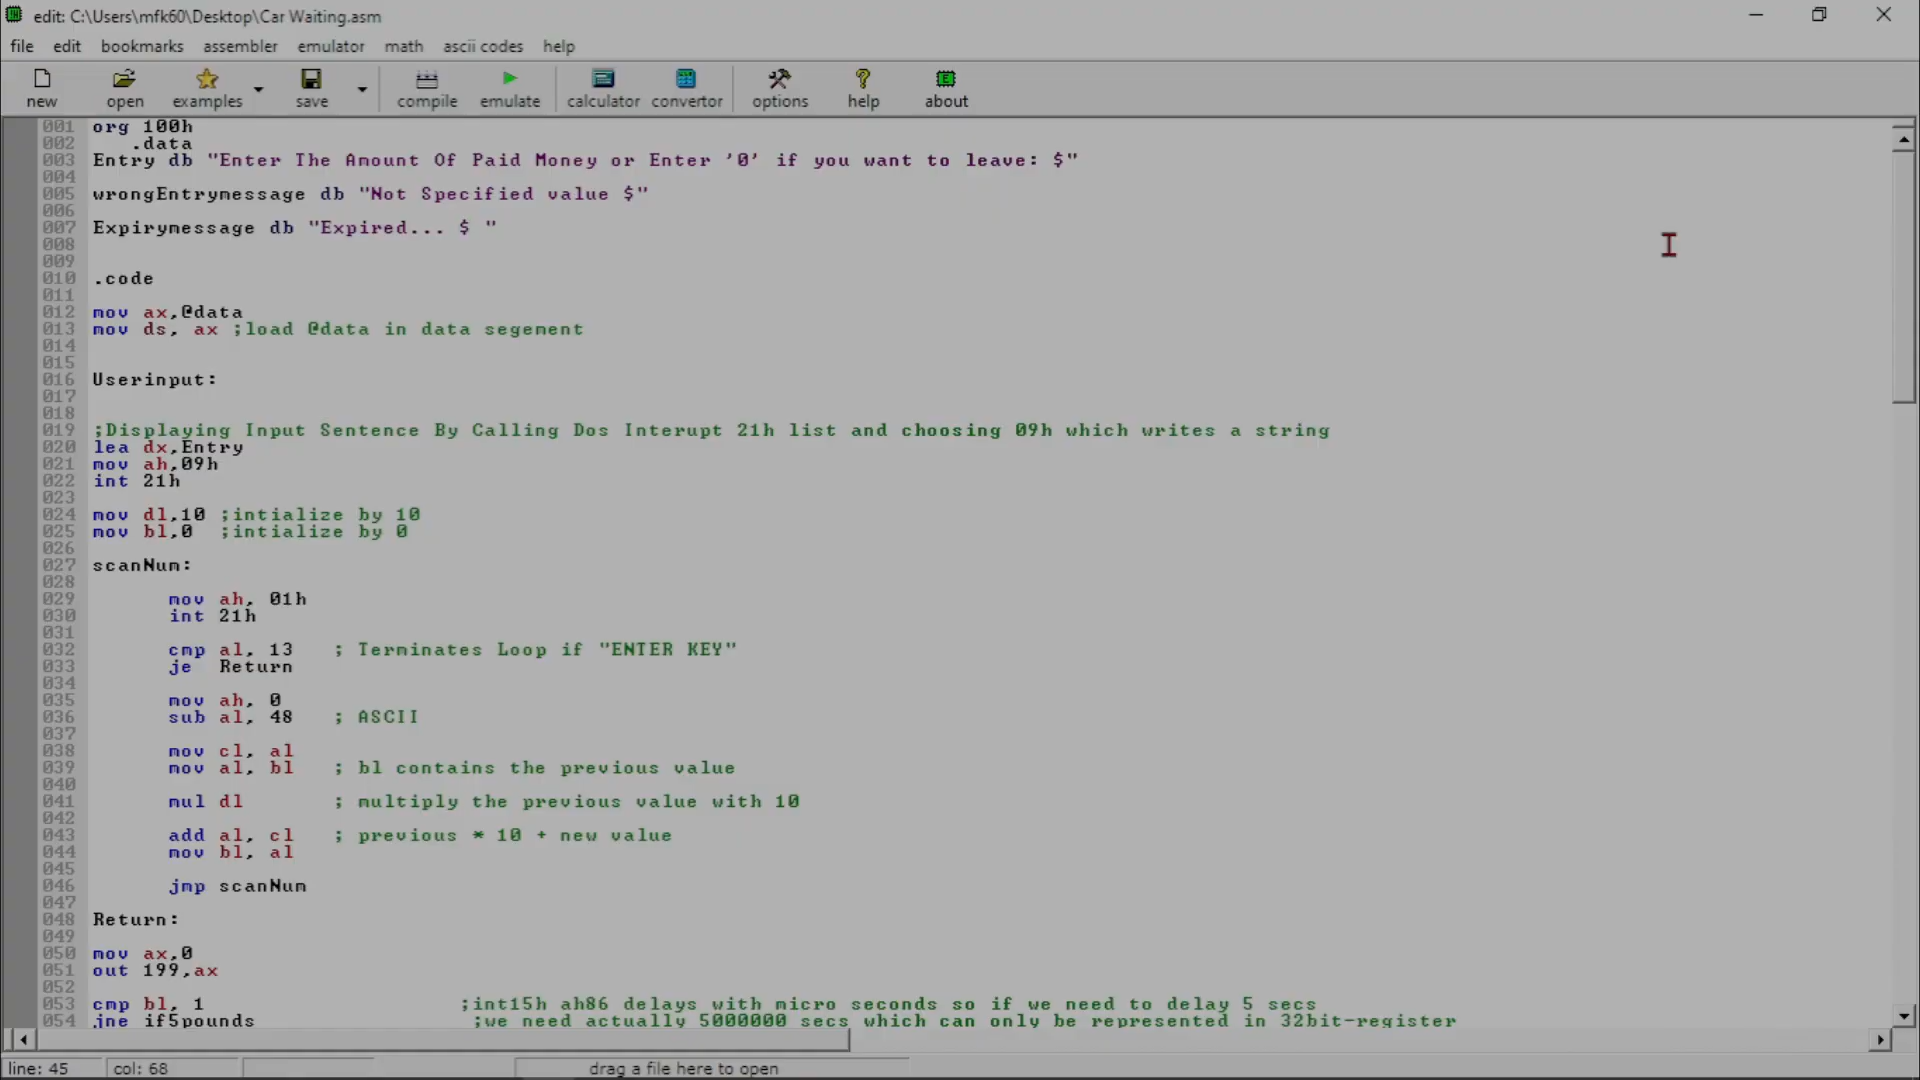 edit: C:\Users\mfk60\Desktop\Car Waiting.asm
file edit bookmarks assembler emulator math ascii codes help
new open examples save compile emulate calculator convertor options help about
001 org 100h
002 .data
003 Entry db "Enter The Amount Of Paid Money or Enter '0' if you want to leave: $"
004
005 wrongEntrymessage db "Not Specified value $"
006
007 Expirymessage db "Expired... $ "
008
009
010 .code
011
012 mov ax,@data
013 mov ds, ax ;load @data in data segement
014
015
016 Userinput:
017
018
019 ;Displaying Input Sentence By Calling Dos Interupt 21h list and choosing 09h which writes a string
020 lea dx,Entry
021 mov ah,09h
022 int 21h
023
024 mov dl,10 ;intialize by 10
025 mov bl,0 ;intialize by 0
026
027 scanNum:
028
029 mov ah, 01h
030 int 21h
031
032 cmp al, 13 ; Terminates Loop if "ENTER KEY"
033 je Return
034
035 mov ah, 0
036 sub al, 48 ; ASCII
037
038 mov cl, al
039 mov al, bl ; bl contains the previous value
040
041 mul dl ; multiply the previous value with 10
042
043 add al, cl ; previous * 10 + new value
044 mov bl, al
045
046 jmp scanNum
047
048 Return:
049
050 mov ax,0
051 out 199,ax
052
053 cmp bl, 1 ;int15h ah86 delays with micro seconds so if we need to delay 5 secs
054 jne if5pounds ;we need actually 5000000 secs which can only be represented in 32bit-register
line: 45 col: 68 drag a file here to open